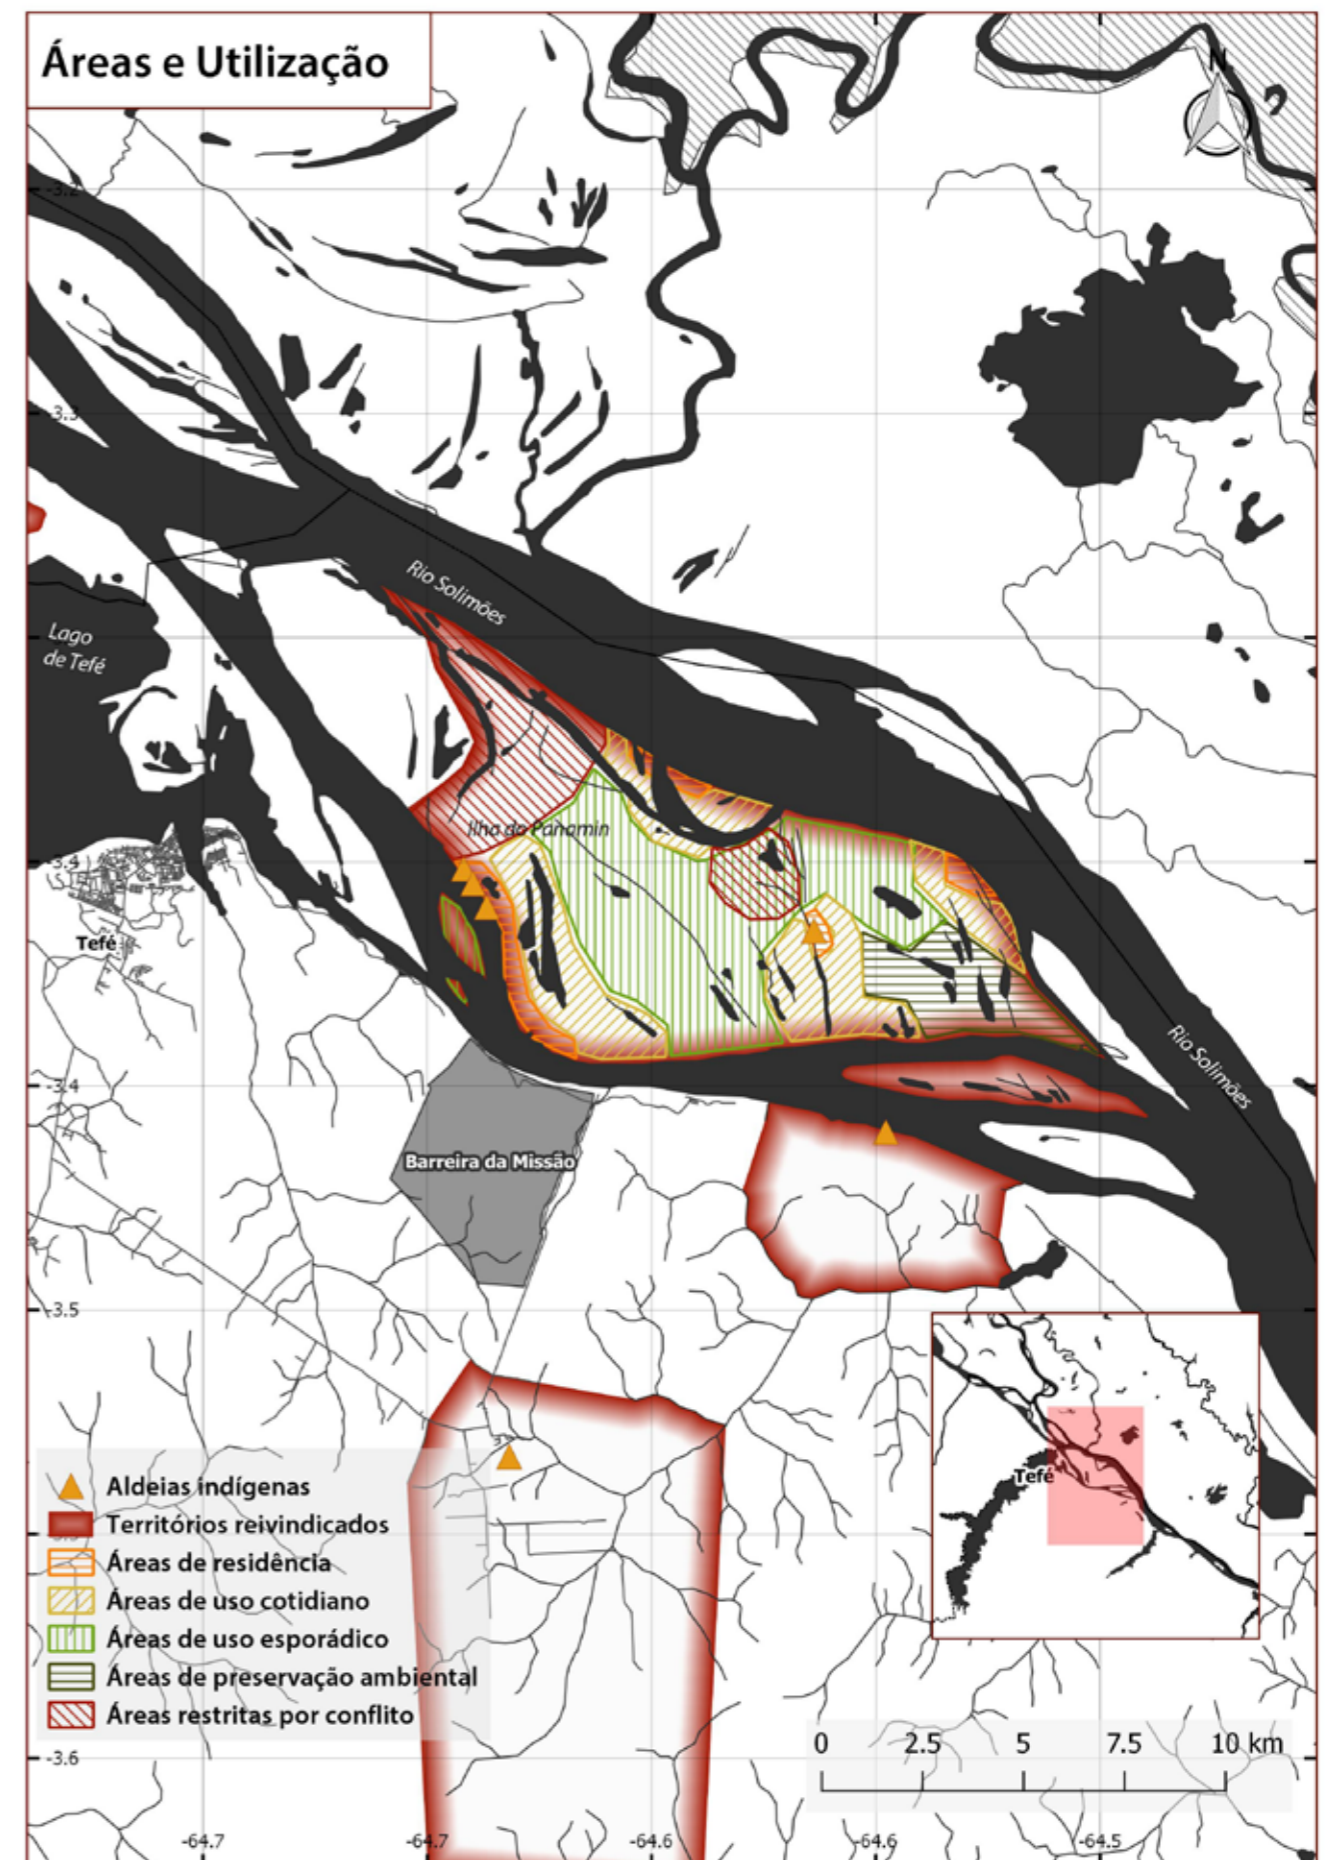 Áreas e Utilização
N
-3.2
-3.3
Rio Solimões
Lago
de Tefé
Ilha do Panamin
-3.4
Tefé
-3.4
Rio Solimões
Barreira da Missão
-3.5
Tefé
Aldeias indígenas
Territórios reivindicados
-3.5
Áreas de residência
Áreas de uso cotidiano
Áreas de uso esporádico
Áreas de preservação ambiental
Áreas restritas por conflito
0 2.5 5 7.5 10 km
-3.6
-64.7 -64.7 -64.6 -64.6 -64.5